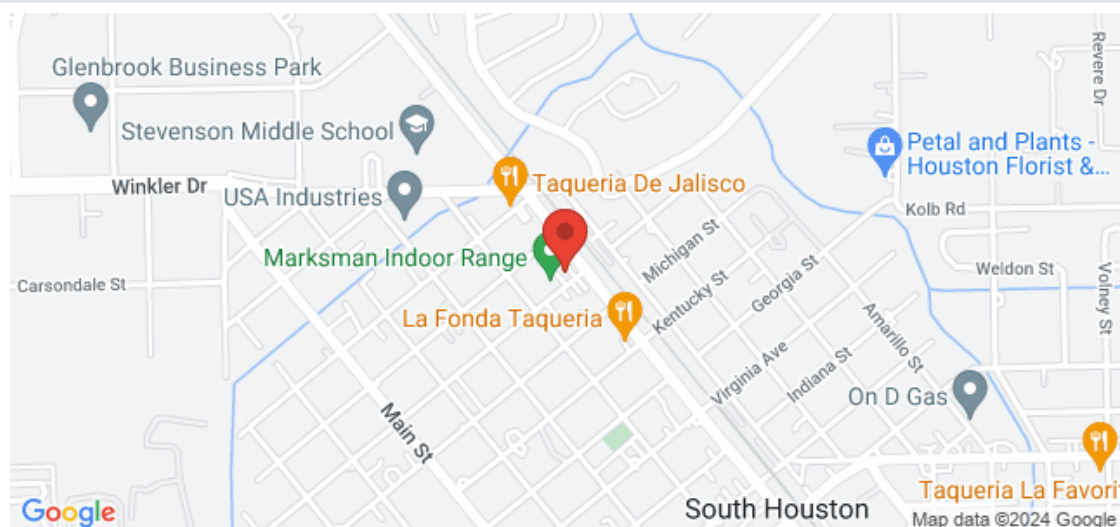 Glenbrook Business Park
Revere Dr
Stevenson Middle School
Petal and Plants -
Houston Florist &...
Winkler Dr
Taqueria De Jalisco
USA Industries
Kolb Rd
Michigan St
Marksman Indoor Range
Georgia St
Weldon St
Carsondale St
Kentucky St
Volney St
La Fonda Taqueria
Amarillo St
Virginia Ave
Indiana St
On D Gas
Main St
Taqueria La Favori
South Houston
Google
Map data ©2024 Google